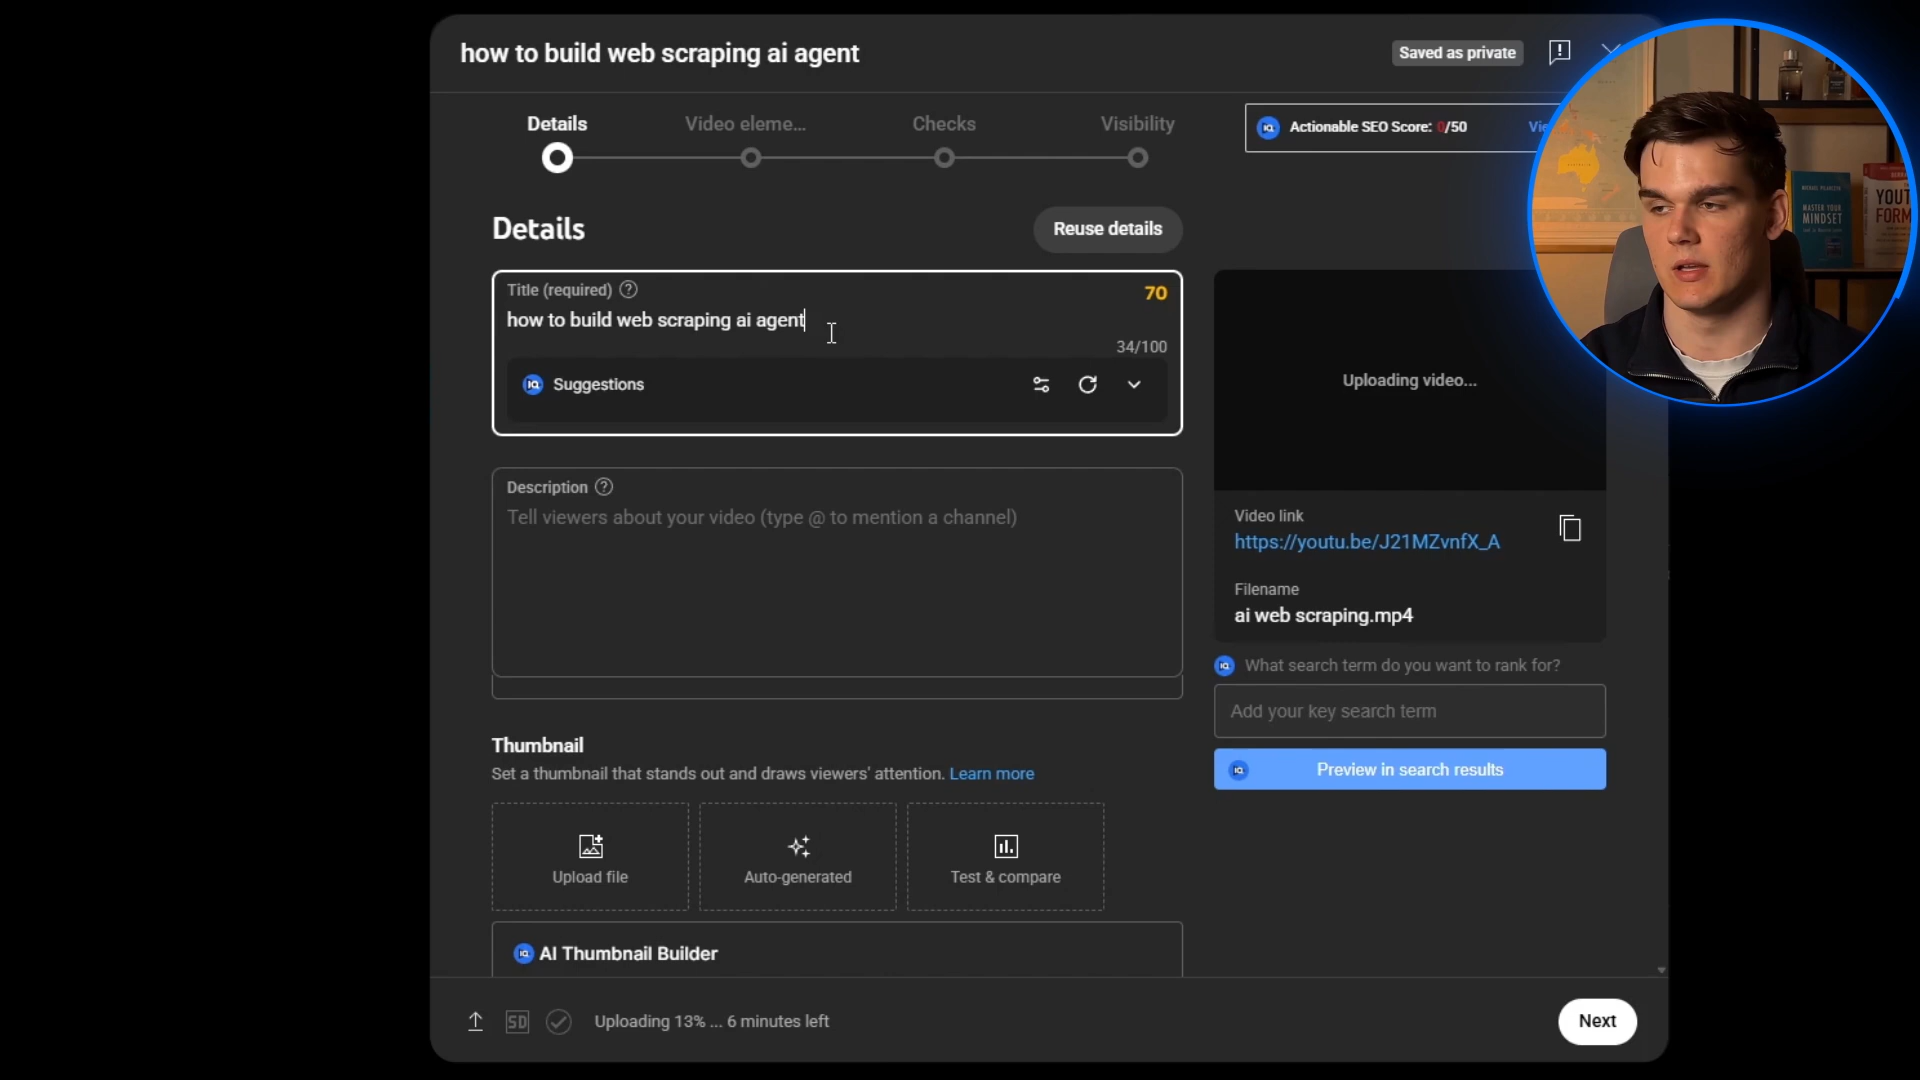 how to build web scraping ai agent
Saved as private
Details
Video eleme...
Checks
Visibility
Actionable SEO Score: 0/50
Details
Reuse details
Title (required)
70
how to build web scraping ai agent
34/100
Suggestions
Description
Tell viewers about your video (type @ to mention a channel)
Uploading video...
Video link
https://youtu.be/J21MZvnfX_A
Filename
ai web scraping.mp4
What search term do you want to rank for?
Add your key search term
Preview in search results
Thumbnail
Set a thumbnail that stands out and draws viewers' attention. Learn more
Upload file
Auto-generated
Test & compare
AI Thumbnail Builder
SD
Uploading 13% ... 6 minutes left
Next
MASTER YOUR
MINDSET